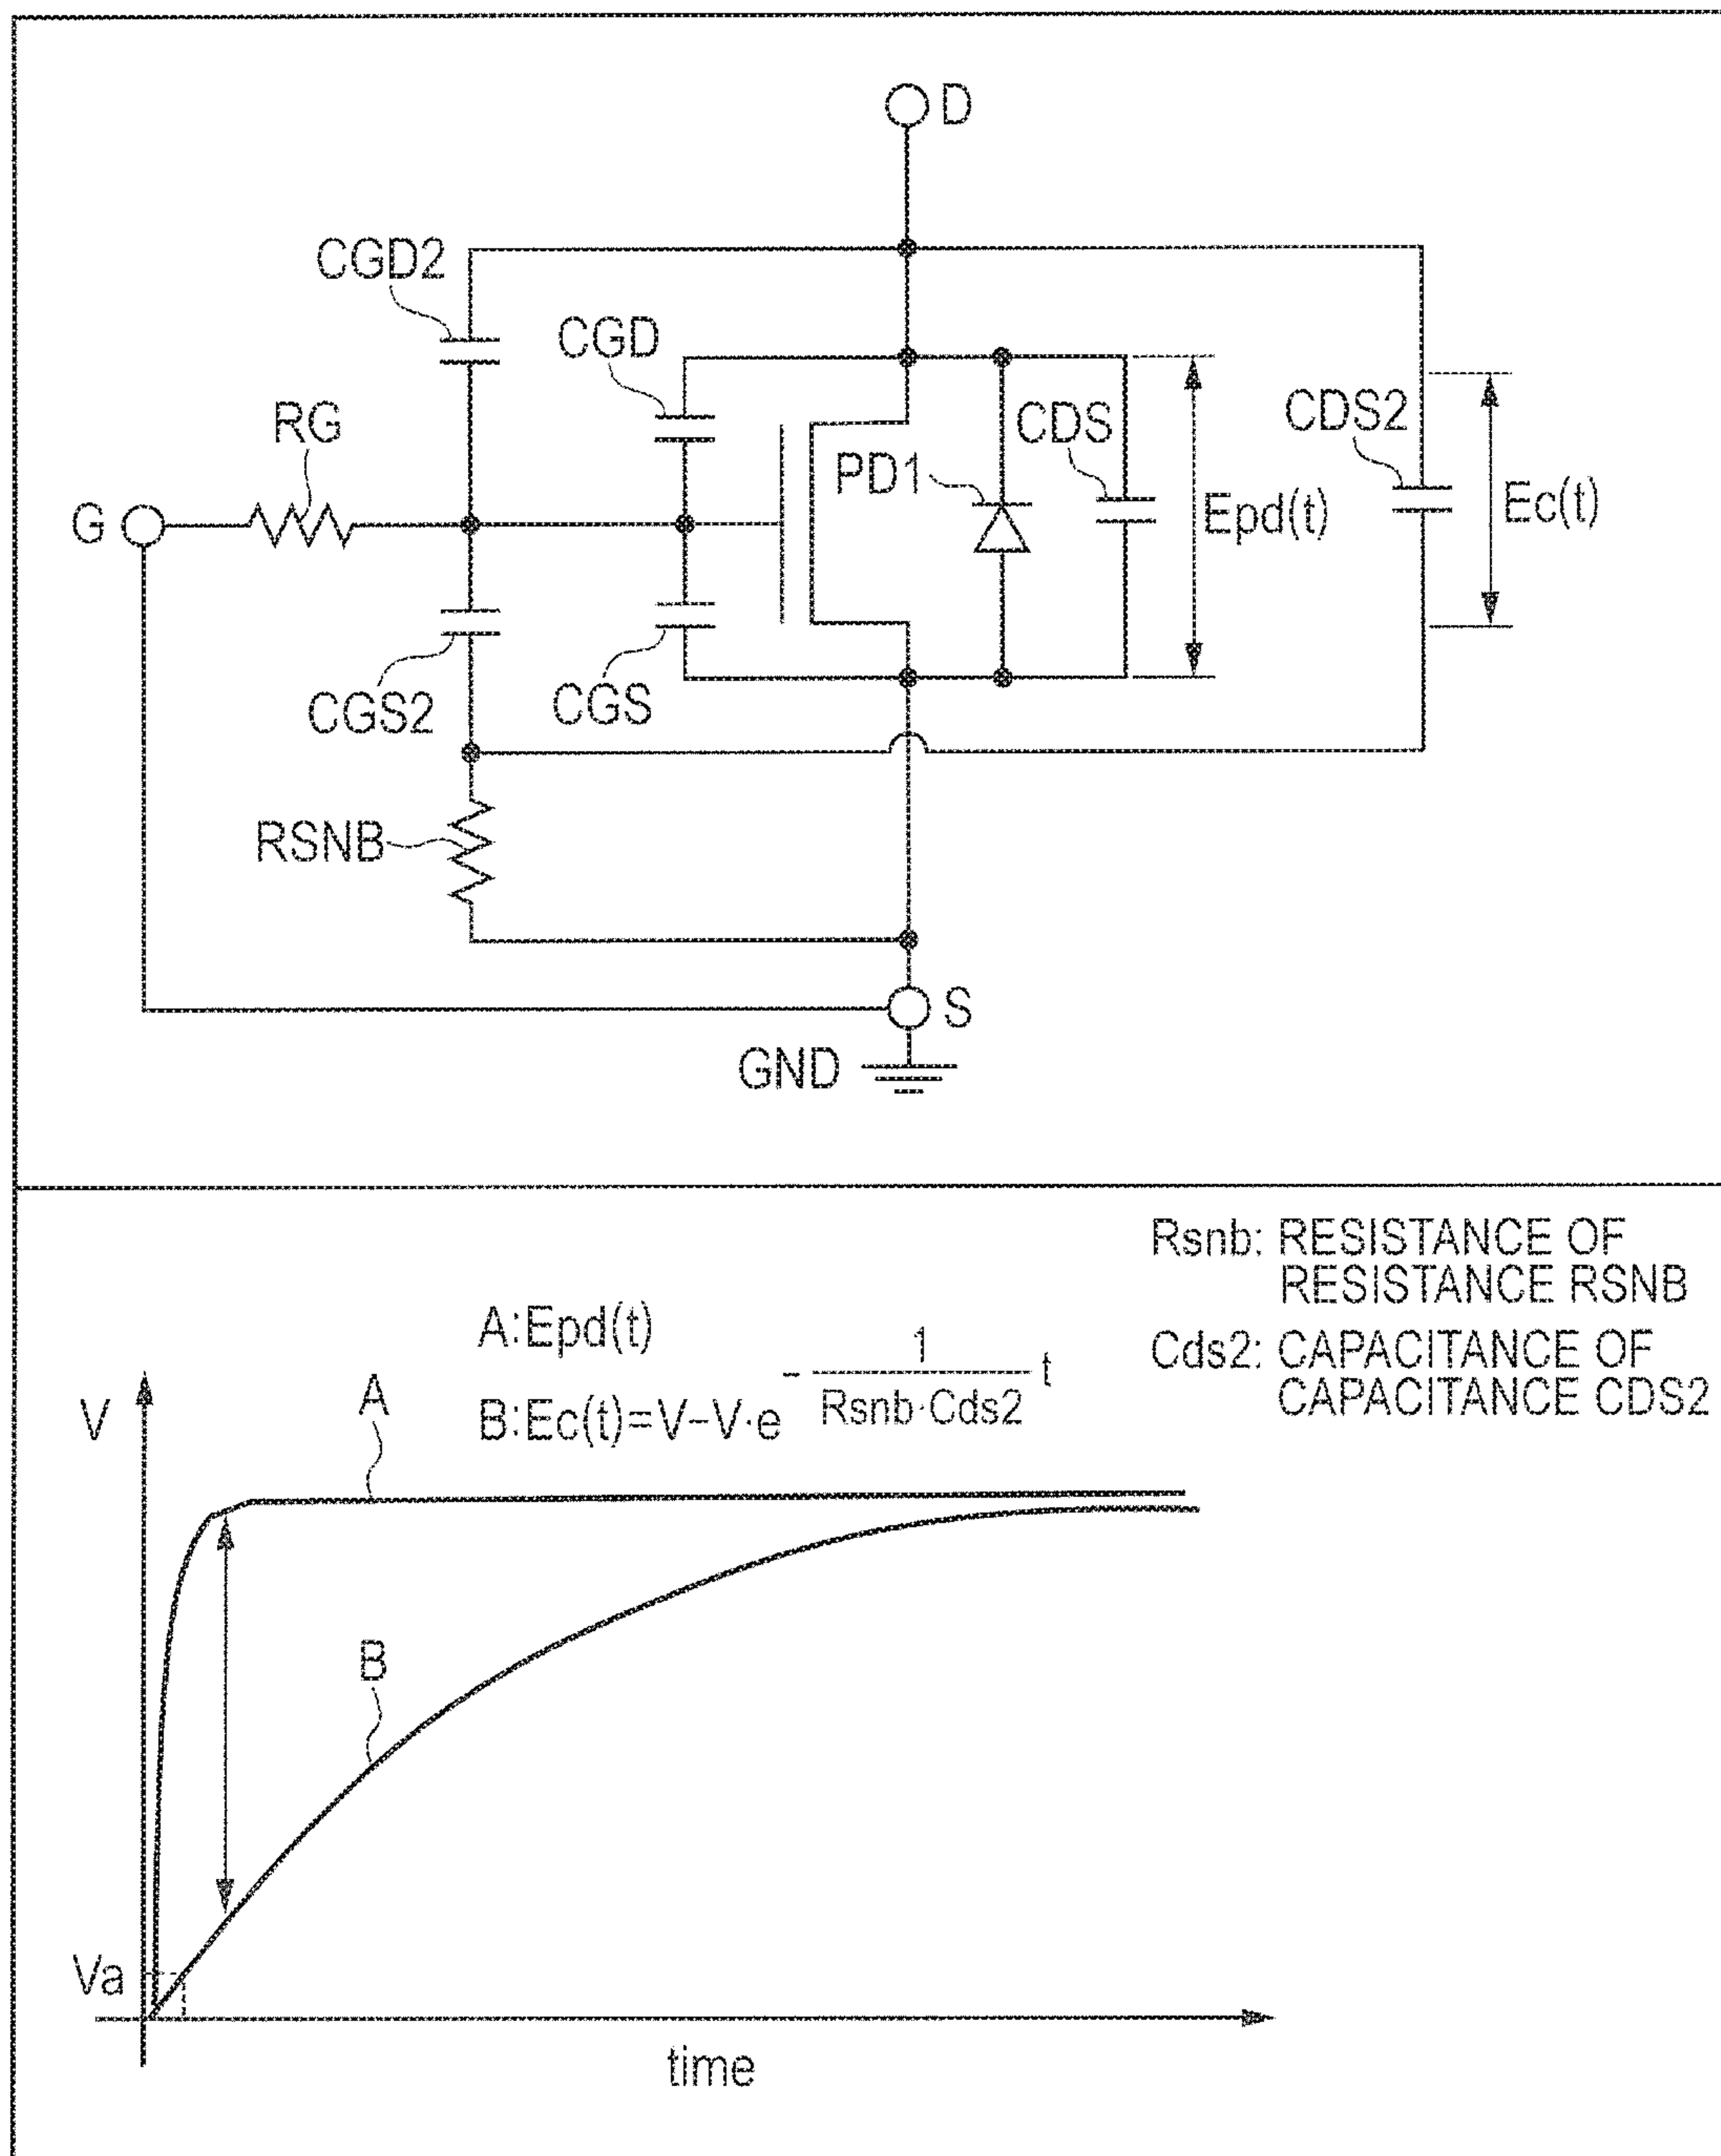 D
CGD2
CGD
RG
CDS
CDS2
PD1
G
Epd(t)
Ec(t)
CGS2
CGS
RSNB
S
GND
Rsnb: RESISTANCE OF
RESISTANCE RSNB
Cds2: CAPACITANCE OF
CAPACITANCE CDS2
A:Epd(t)
B:Ec(t)=V-V·e - 1 / Rsnb·Cds2 t
V
A
B
Va
time